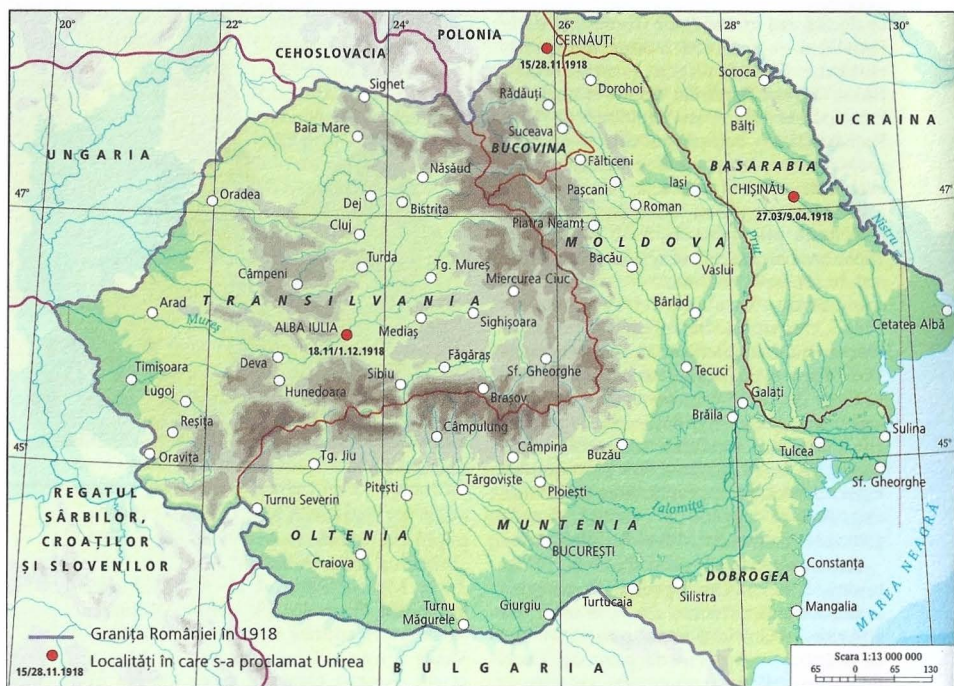 20°
22
24
26
28
30
CEHOSLOVACIA
POLONIA
CERNĂUȚI
15/28.11.1918
Sighet
Rădăuți
Dorohoi
Soroca
Baia Mare
Suceava
BUCOVINA
Bălți
UCRAINA
UNGARIA
Năsăud
Fălticeni
BASARABIA
47°
Oradea
Dej
Bistrița
Pașcani
Iași
CHIȘINĂU
47°
27.03/9.04.1918
Cluj
Piatra Neamț
Roman
Nistru
MOLDOVA
Prut
Turda
Tg. Mureș
Bacău
Vaslui
Câmpeni
Miercurea Ciuc
TRANSILVANIA
Arad
Mureș
ALBA IULIA
18.11/1.12.1918
Mediaș
Sighișoara
Bârlad
Cetatea Albă
Deva
Făgăraș
Sf. Gheorghe
Timișoara
Hunedoara
Sibiu
Brașov
Tecuci
Lugoj
Galați
Reșița
Brăila
Câmpulung
Sulina
Oravița
45°
Tg. Jiu
Câmpina
Buzău
Tulcea
45°
Sf. Gheorghe
REGATUL
SÂRBILOR,
CROAȚILOR
ȘI SLOVENILOR
Turnu Severin
Pitești
Târgoviște
Ploiești
Ialomița
OLTENIA
MUNTENIA
Craiova
BUCUREȘTI
DOBROGEA
Constanța
MAREA NEAGRĂ
Turnu
Măgurele
Giurgiu
Turtucaia
Silistra
Mangalia
Granița României în 1918
Localități în care s-a proclamat Unirea
15/28.11.1918
BULGARIA
Scara 1:13 000 000
65 0 65 130